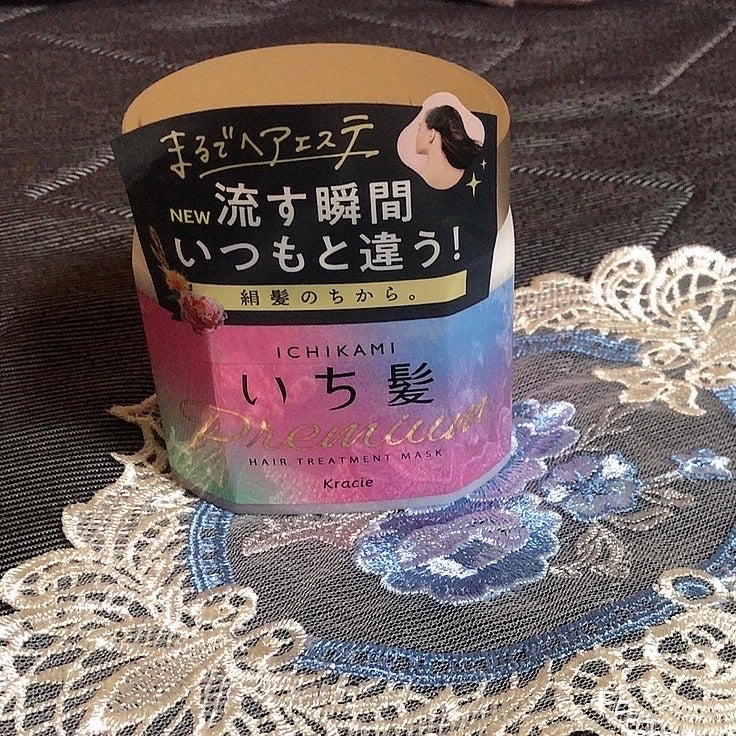 まるでヘアエステ
NEW 流す瞬間
いつもと違う!
絹髪のちから。
ICHIKAMI
いち髪
Premium
HAIR TREATMENT MASK
Kracie